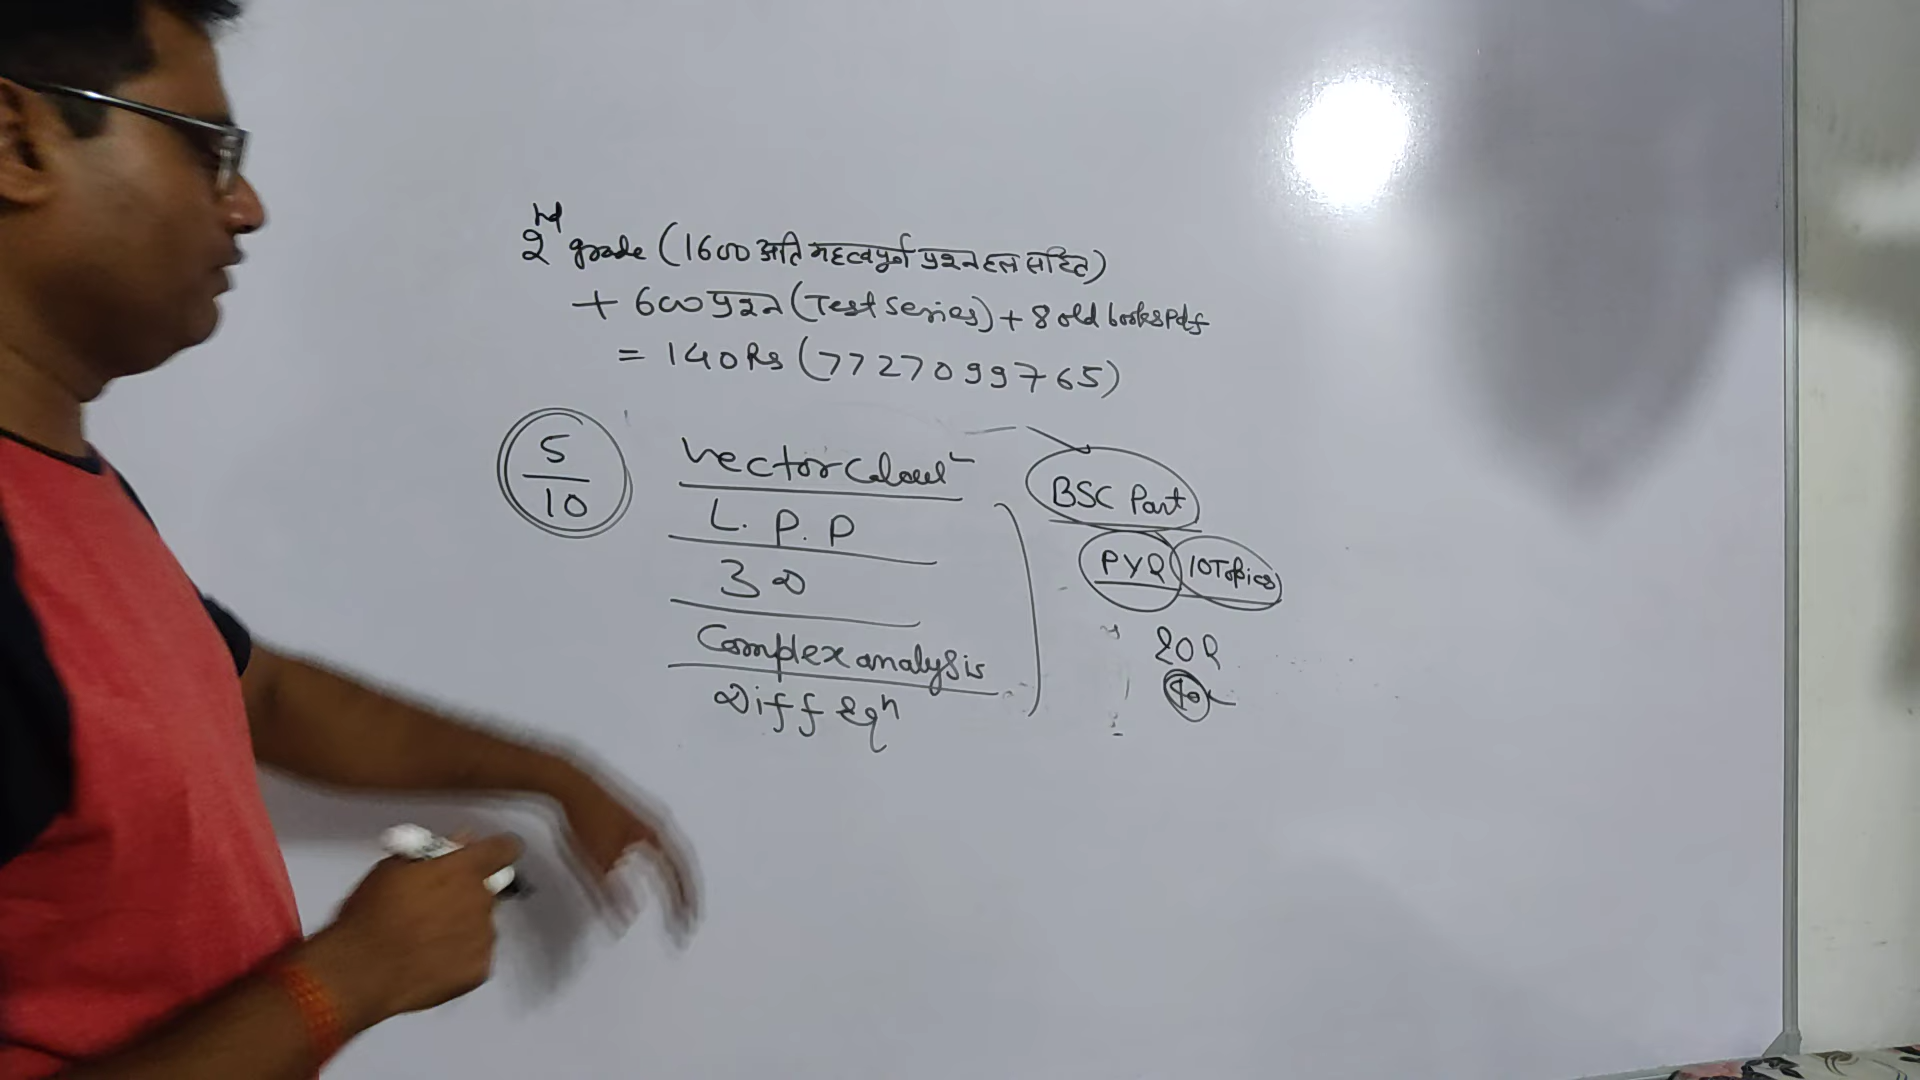 2nd grade (1600 अति महत्वपूर्ण प्रश्न हल सहित)
+ 600 प्रश्न (Test series) + 8 old books pdf
= 140 Rs (7727099765)
5
10
Vector
L.P.P
3D
Complex analysis
Diff Eqn
BSC Part
PYQ 10 Topics
20Q